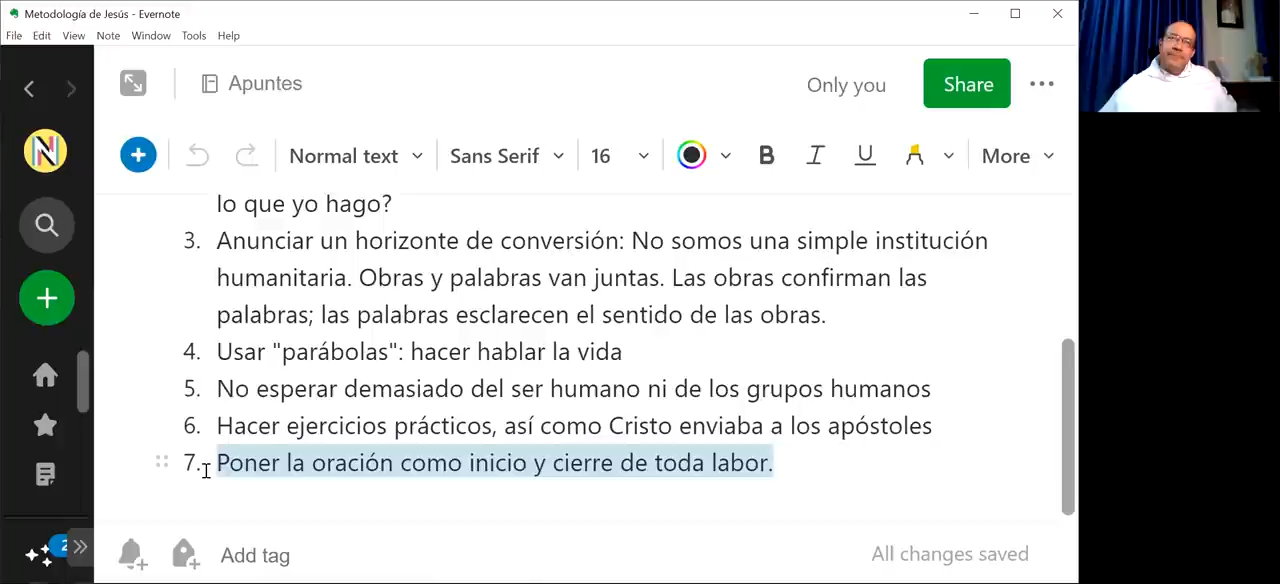 Metodología de Jesús - Evernote
File Edit View Note Window Tools Help
Apuntes
Only you
Share
Normal text
Sans Serif
16
B I U
More
lo que yo hago?
3. Anunciar un horizonte de conversión: No somos una simple institución
humanitaria. Obras y palabras van juntas. Las obras confirman las
palabras; las palabras esclarecen el sentido de las obras.
4. Usar "parábolas": hacer hablar la vida
5. No esperar demasiado del ser humano ni de los grupos humanos
6. Hacer ejercicios prácticos, así como Cristo enviaba a los apóstoles
7. Poner la oración como inicio y cierre de toda labor.
2
Add tag
All changes saved